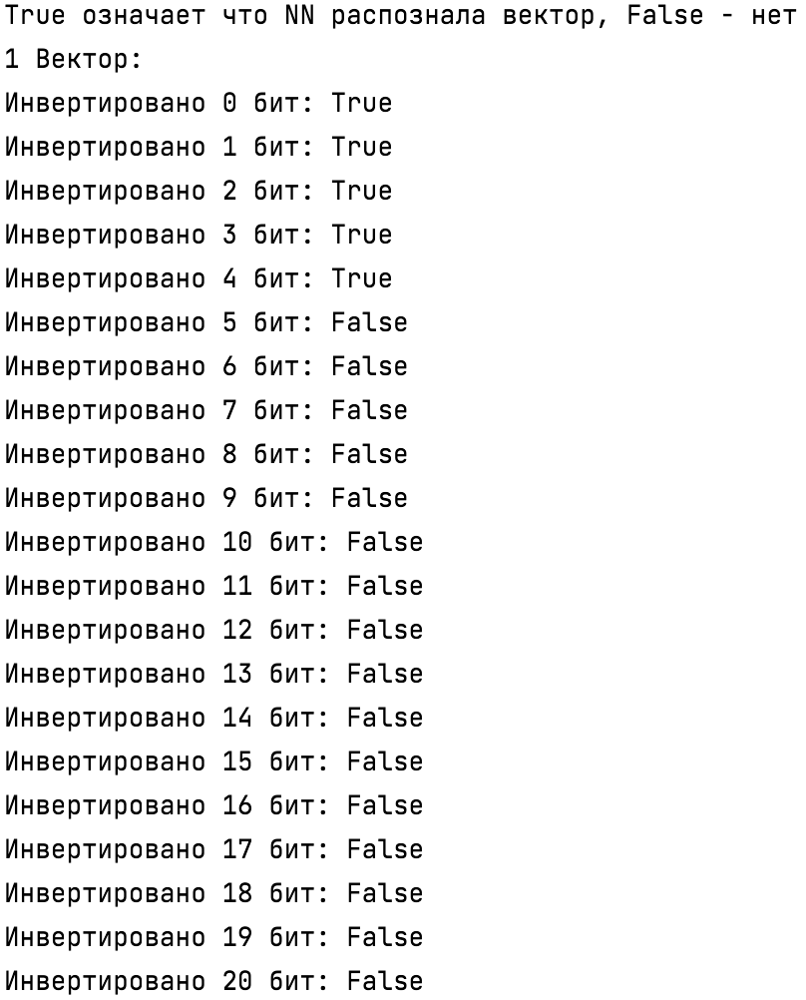 True означает что NN распознала вектор, False - нет
1 Вектор:
Инвертировано 0 бит: True
Инвертировано 1 бит: True
Инвертировано 2 бит: True
Инвертировано 3 бит: True
Инвертировано 4 бит: True
Инвертировано 5 бит: False
Инвертировано 6 бит: False
Инвертировано 7 бит: False
Инвертировано 8 бит: False
Инвертировано 9 бит: False
Инвертировано 10 бит: False
Инвертировано 11 бит: False
Инвертировано 12 бит: False
Инвертировано 13 бит: False
Инвертировано 14 бит: False
Инвертировано 15 бит: False
Инвертировано 16 бит: False
Инвертировано 17 бит: False
Инвертировано 18 бит: False
Инвертировано 19 бит: False
Инвертировано 20 бит: False